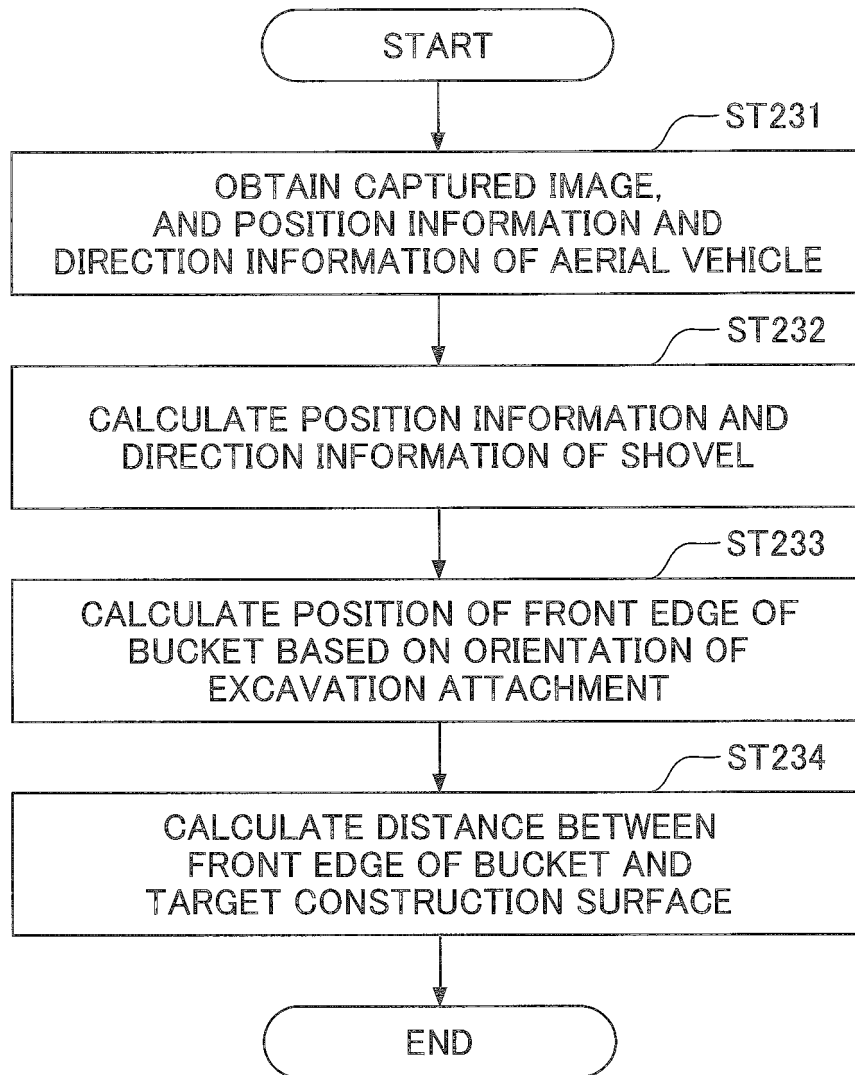 START
ST231
OBTAIN CAPTURED IMAGE,
AND POSITION INFORMATION AND
DIRECTION INFORMATION OF AERIAL VEHICLE
ST232
CALCULATE POSITION INFORMATION AND
DIRECTION INFORMATION OF SHOVEL
ST233
CALCULATE POSITION OF FRONT EDGE OF
BUCKET BASED ON ORIENTATION OF
EXCAVATION ATTACHMENT
ST234
CALCULATE DISTANCE BETWEEN
FRONT EDGE OF BUCKET AND
TARGET CONSTRUCTION SURFACE
END